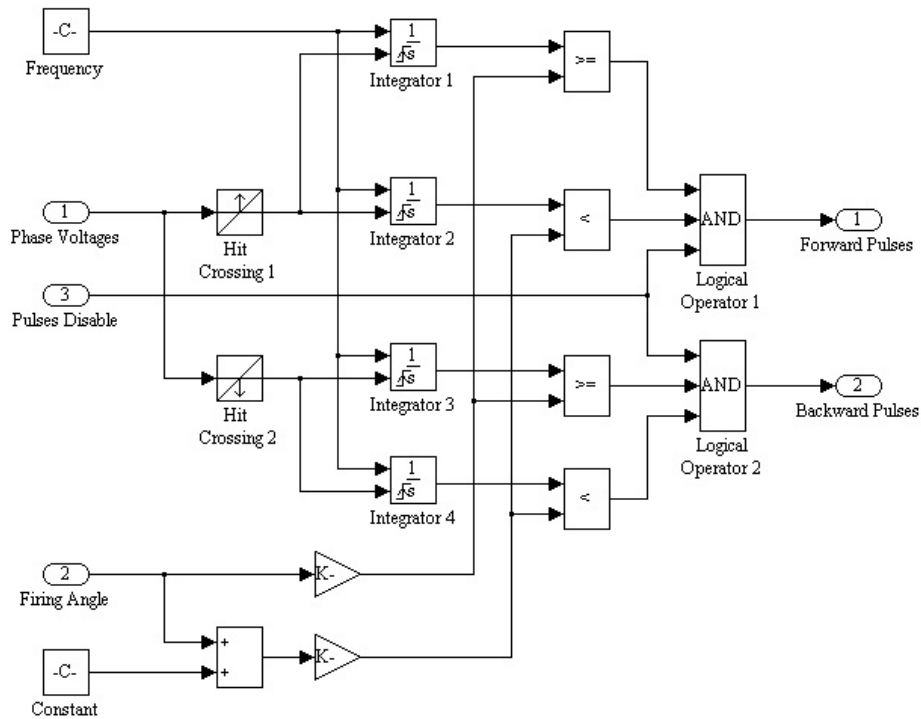 -C-
Frequency
1
s
Integrator 1
>=
1
Phase Voltages
Hit
Crossing 1
1
s
Integrator 2
<
AND
Logical
Operator 1
1
Forward Pulses
3
Pulses Disable
Hit
Crossing 2
1
s
Integrator 3
>=
AND
Logical
Operator 2
2
Backward Pulses
1
s
Integrator 4
<
2
Firing Angle
K-
+
+
K-
-C-
Constant